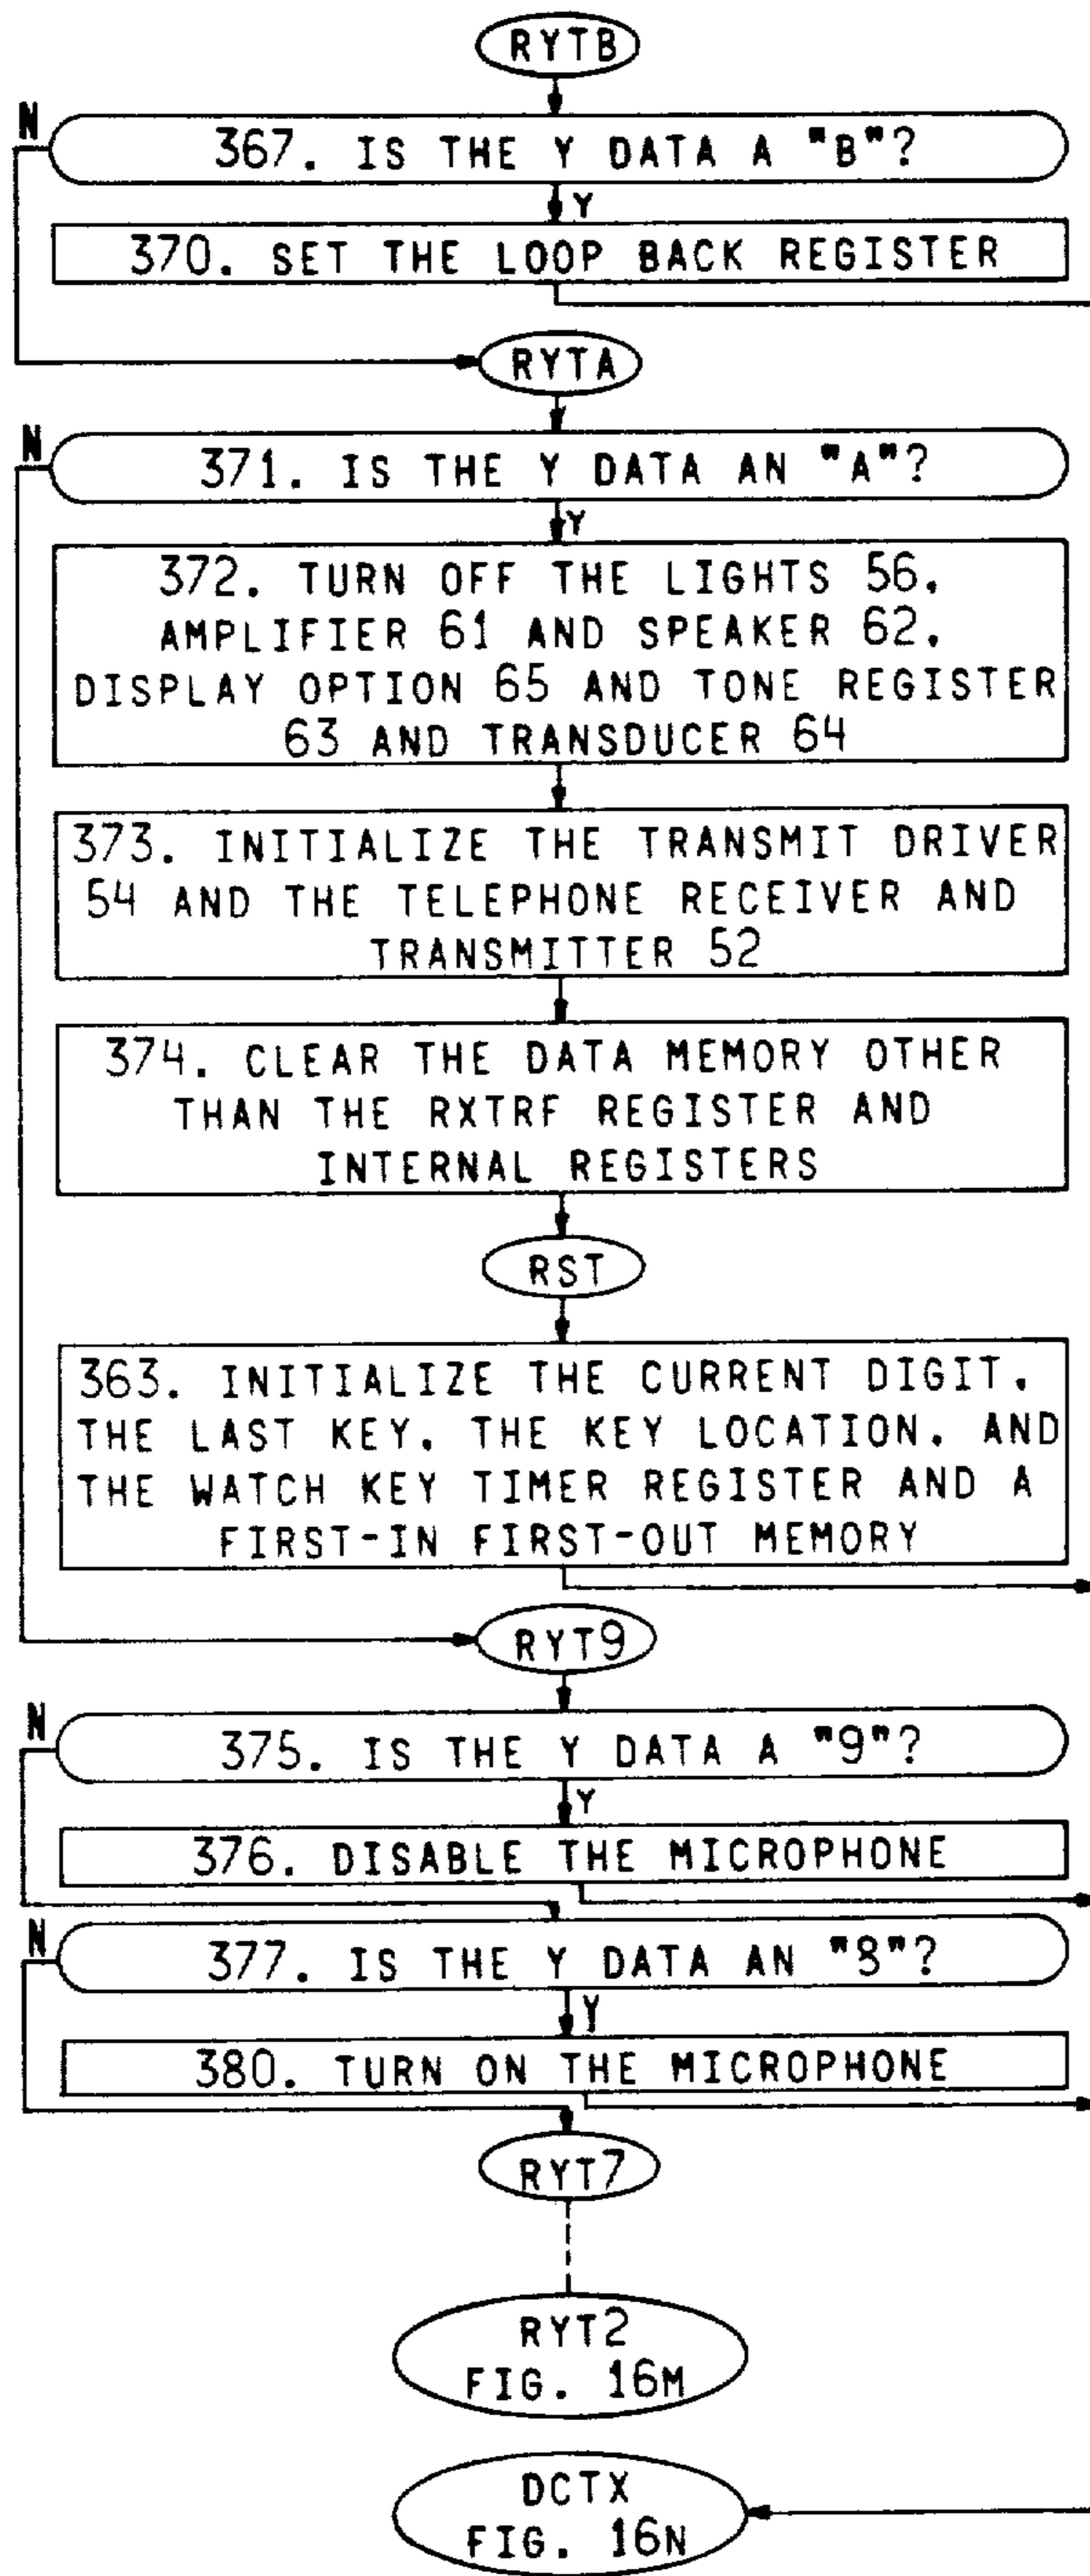 RYTB
N
367. IS THE Y DATA A "B"?
Y
370. SET THE LOOP BACK REGISTER
RYTA
N
371. IS THE Y DATA AN "A"?
Y
372. TURN OFF THE LIGHTS 56.
AMPLIFIER 61 AND SPEAKER 62.
DISPLAY OPTION 65 AND TONE REGISTER
63 AND TRANSDUCER 64
373. INITIALIZE THE TRANSMIT DRIVER
54 AND THE TELEPHONE RECEIVER AND
TRANSMITTER 52
374. CLEAR THE DATA MEMORY OTHER
THAN THE RXTRF REGISTER AND
INTERNAL REGISTERS
RST
363. INITIALIZE THE CURRENT DIGIT.
THE LAST KEY. THE KEY LOCATION. AND
THE WATCH KEY TIMER REGISTER AND A
FIRST-IN FIRST-OUT MEMORY
RYT9
N
375. IS THE Y DATA A "9"?
Y
376. DISABLE THE MICROPHONE
N
377. IS THE Y DATA AN "8"?
Y
380. TURN ON THE MICROPHONE
RYT7
RYT2
FIG. 16M
DCTX
FIG. 16N